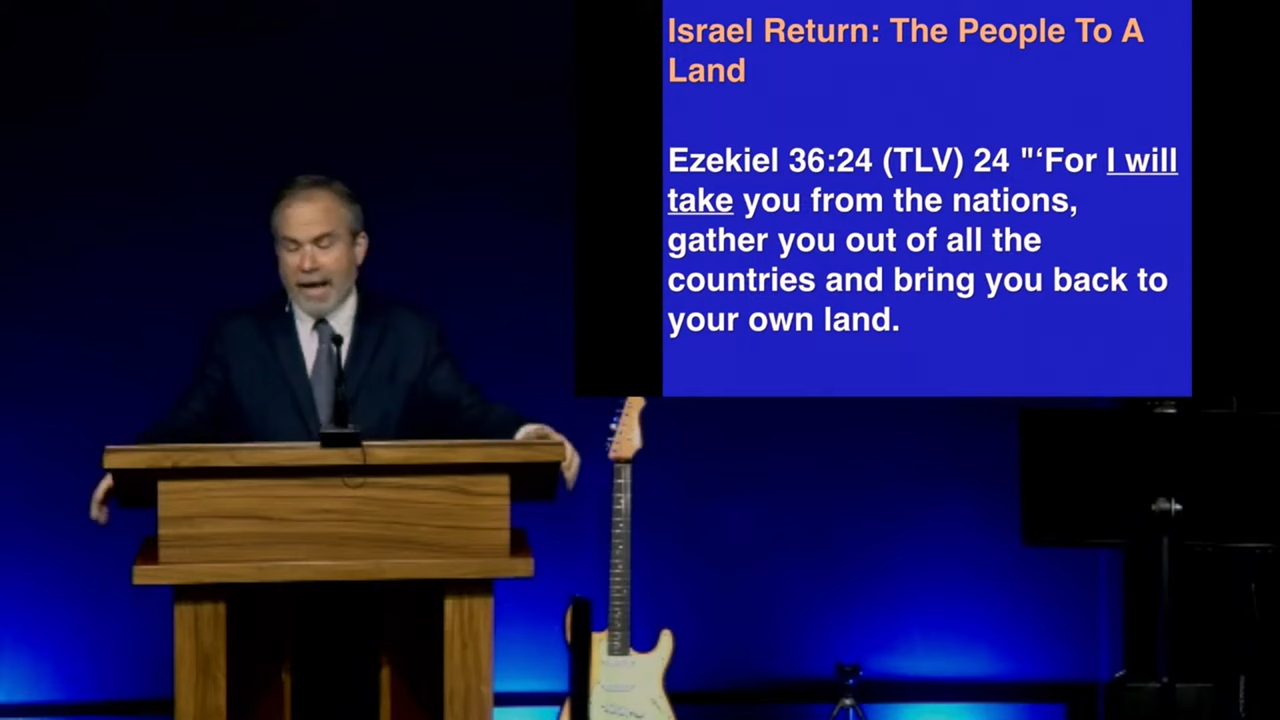 Israel Return: The People To A
Land
Ezekiel 36:24 (TLV) 24 "‘For I will
take you from the nations,
gather you out of all the
countries and bring you back to
your own land.